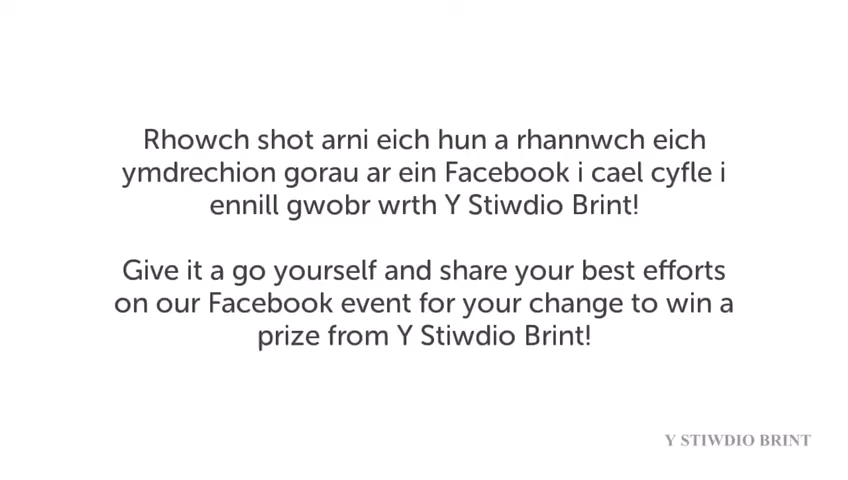 Rhowch shot arni eich hun a rhannwch eich
ymdrechion gorau ar ein Facebook i cael cyfle i
ennill gwobr wrth Y Stiwdio Brint!
Give it a go yourself and share your best efforts
on our Facebook event for your change to win a
prize from Y Stiwdio Brint!
Y STIWDIO BRINT